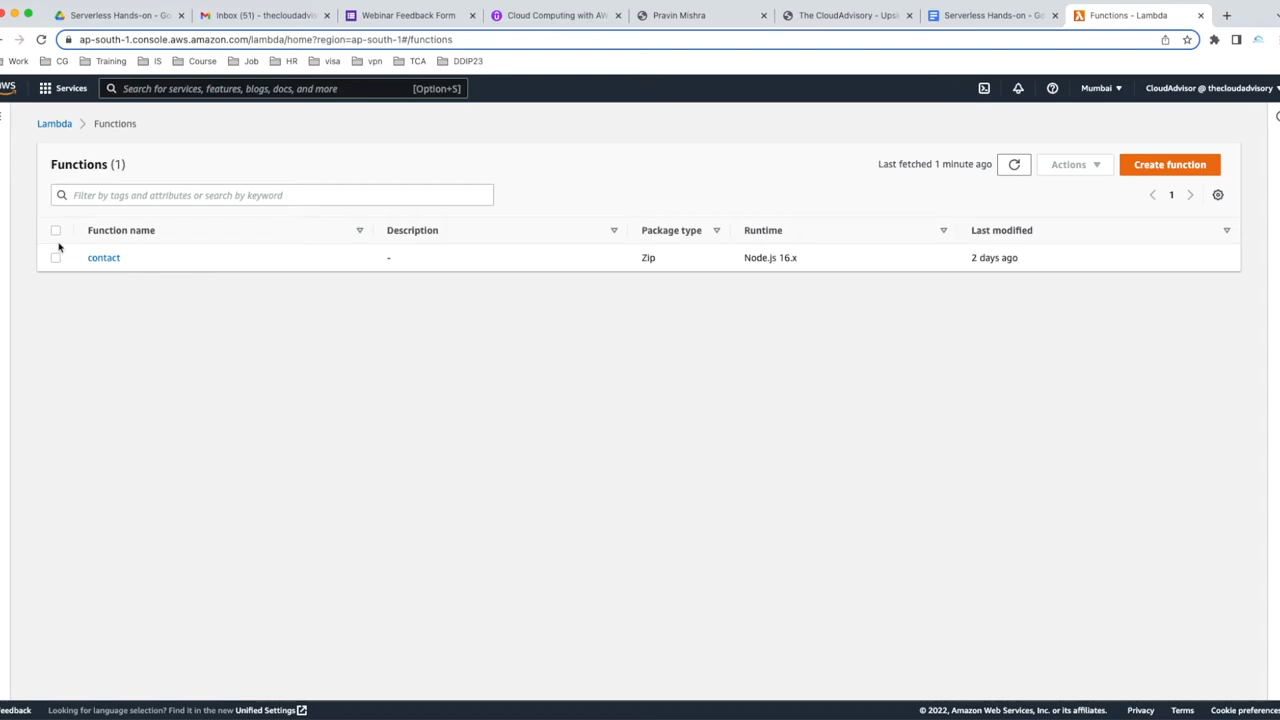 Serverless Hands-on - Go
Inbox (51) - thecloudadvis
Webinar Feedback Form
Cloud Computing with AW
Pravin Mishra
The CloudAdvisory - Upsk
Serverless Hands-on - Go
Functions - Lambda
ap-south-1.console.aws.amazon.com/lambda/home?region=ap-south-1#/functions
Work CG Training IS Course Job HR visa vpn TCA DDIP23
aws Services Search for services, features, blogs, docs, and more [Option+S] Mumbai CloudAdvisor @ thecloudadvisory
Lambda Functions
Functions (1) Last fetched 1 minute ago Actions Create function
Filter by tags and attributes or search by keyword 1
Function name Description Package type Runtime Last modified
contact - Zip Node.js 16.x 2 days ago
Feedback Looking for language selection? Find it in the new Unified Settings © 2022, Amazon Web Services, Inc. or its affiliates. Privacy Terms Cookie preferences